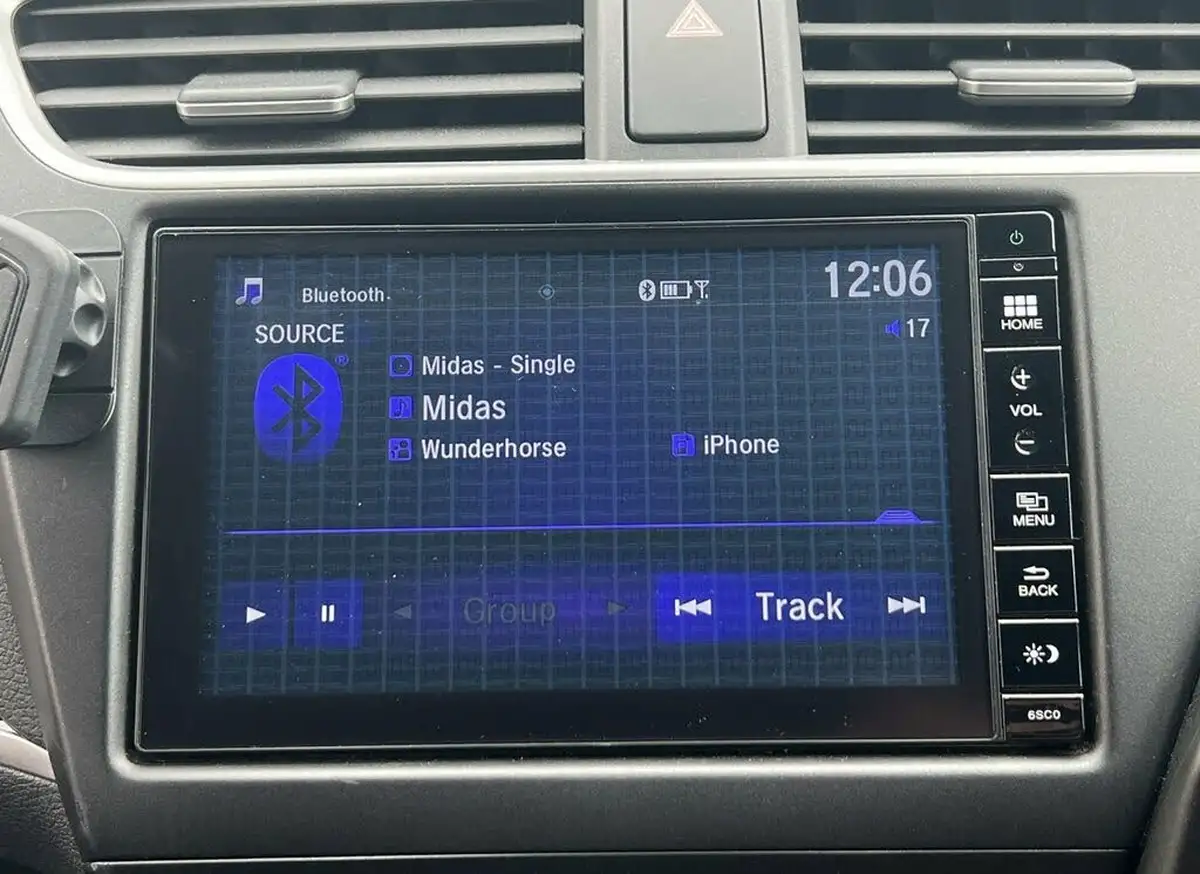 Bluetooth
12:06
SOURCE
17
®
Midas - Single
Midas
Wunderhorse
iPhone
Group
Track
HOME
VOL
MENU
BACK
6SC0